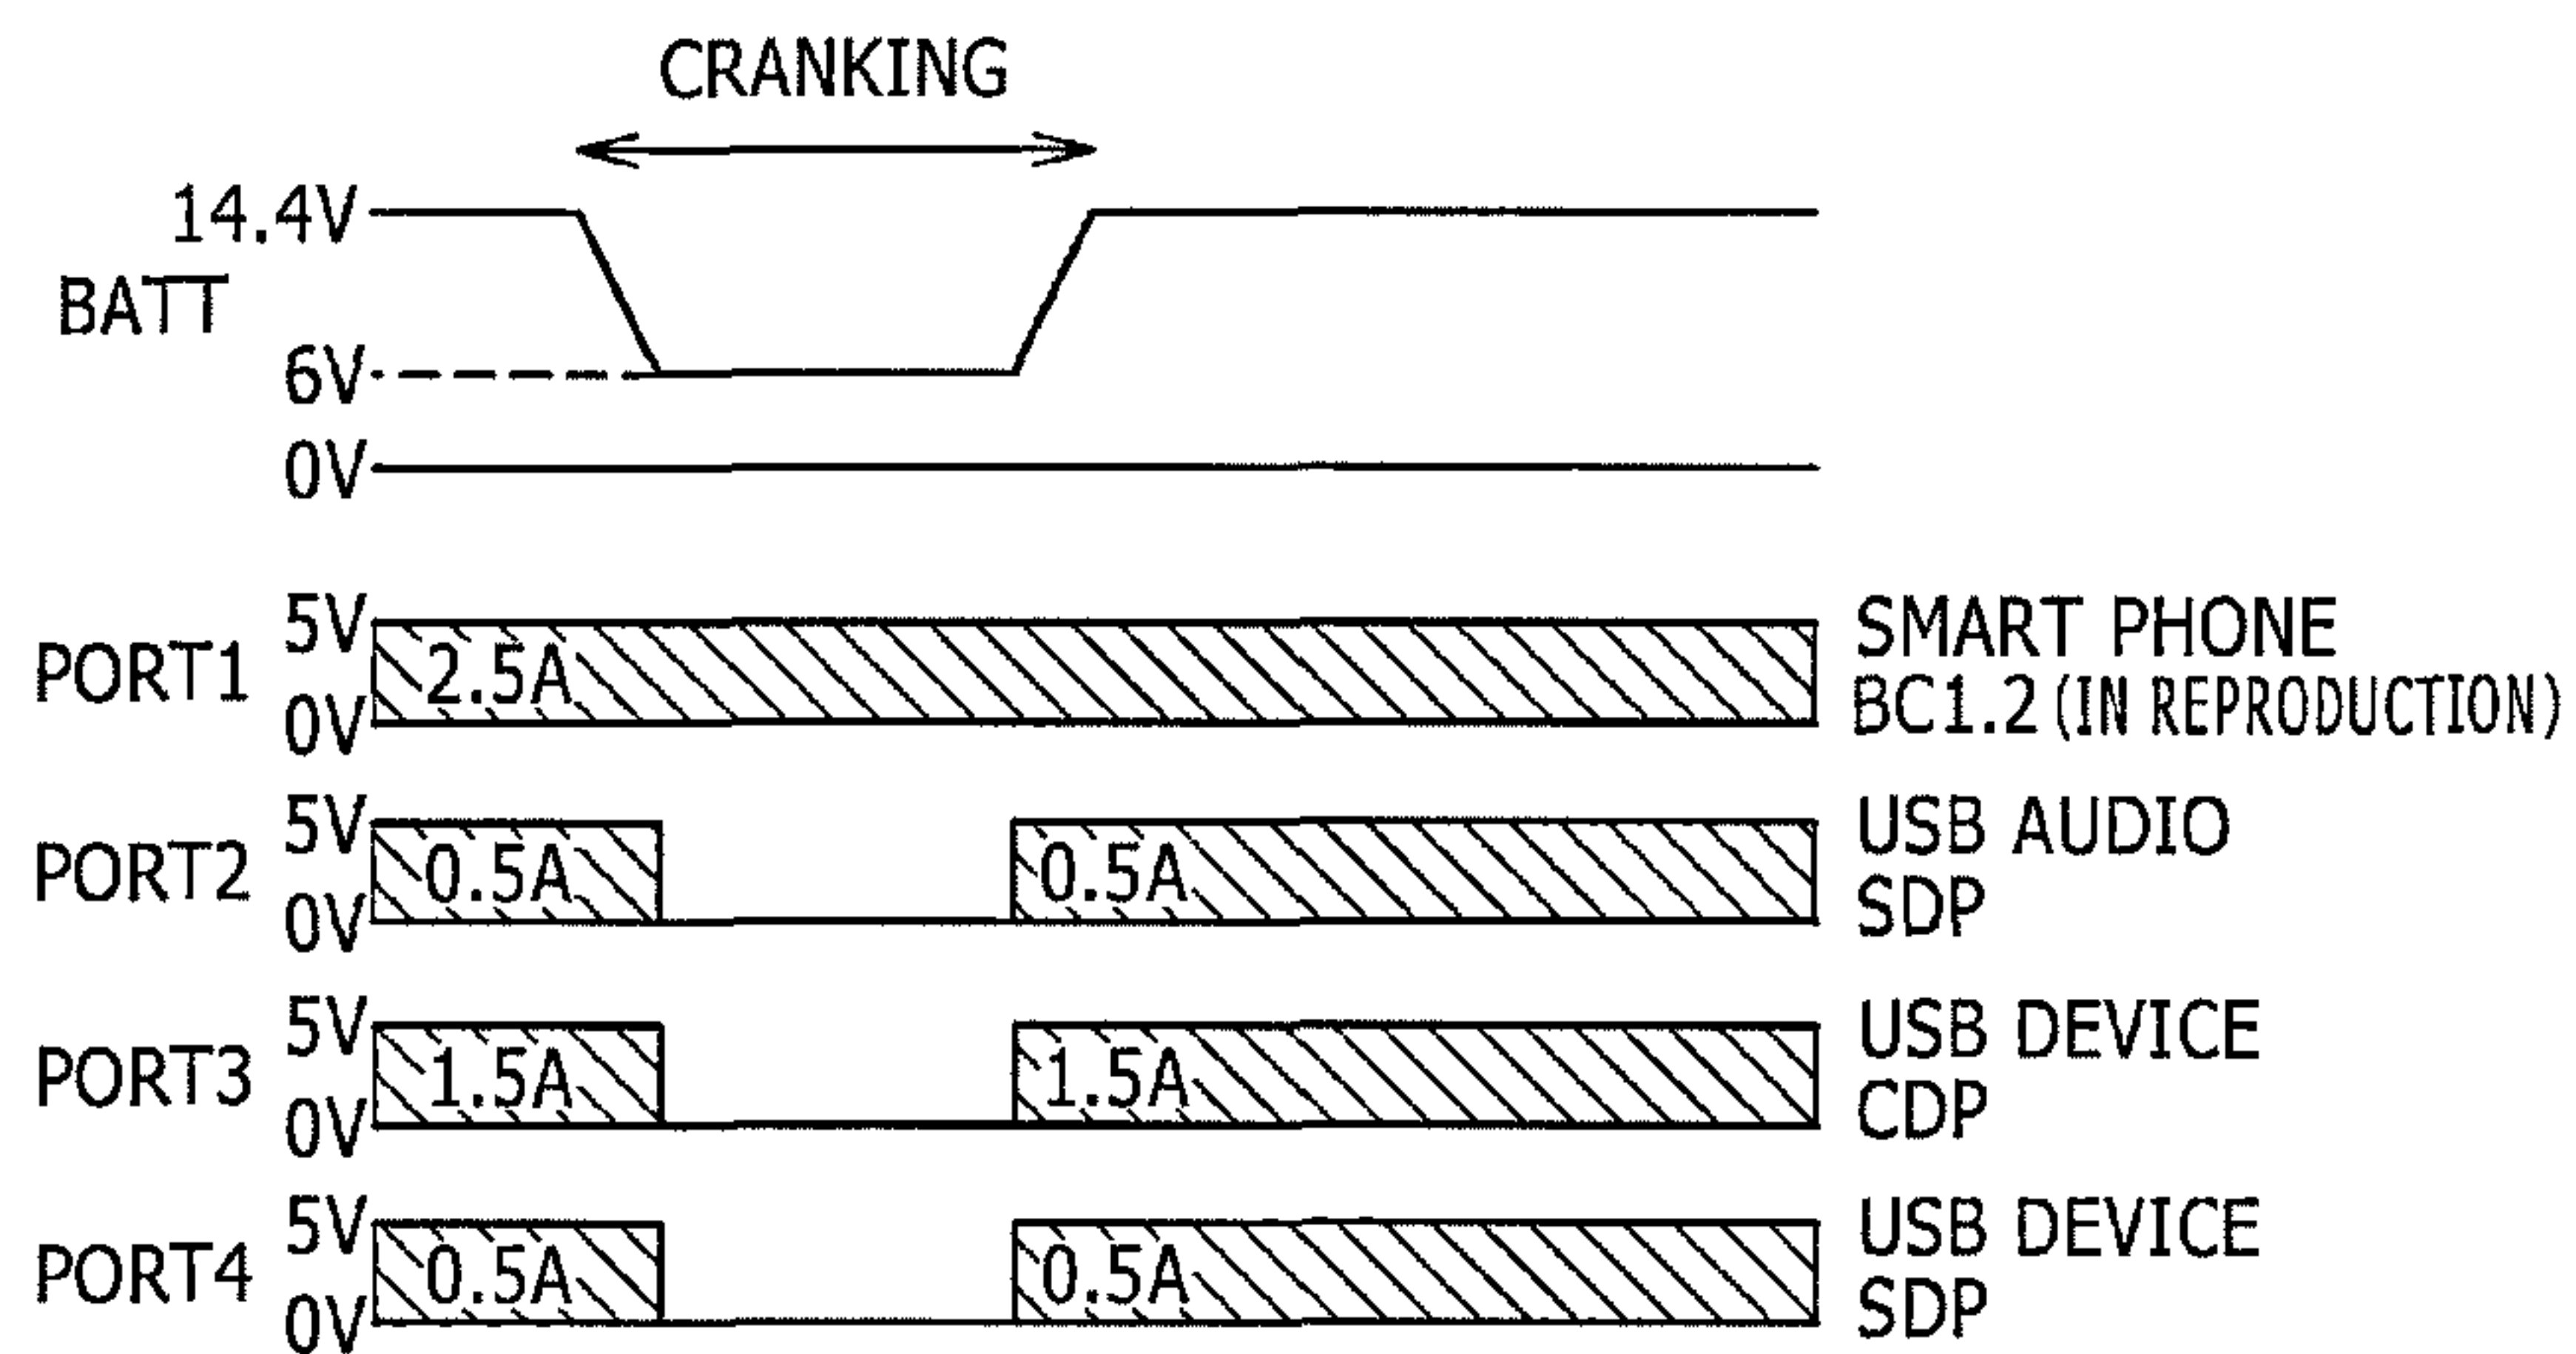 CRANKING
14.4V
BATT
6V
0V
5V
PORT1
2.5A
0V
SMART PHONE
BC1.2 (IN REPRODUCTION)
5V
PORT2
0.5A
0.5A
0V
USB AUDIO
SDP
5V
PORT3
1.5A
1.5A
0V
USB DEVICE
CDP
5V
PORT4
0.5A
0.5A
0V
USB DEVICE
SDP